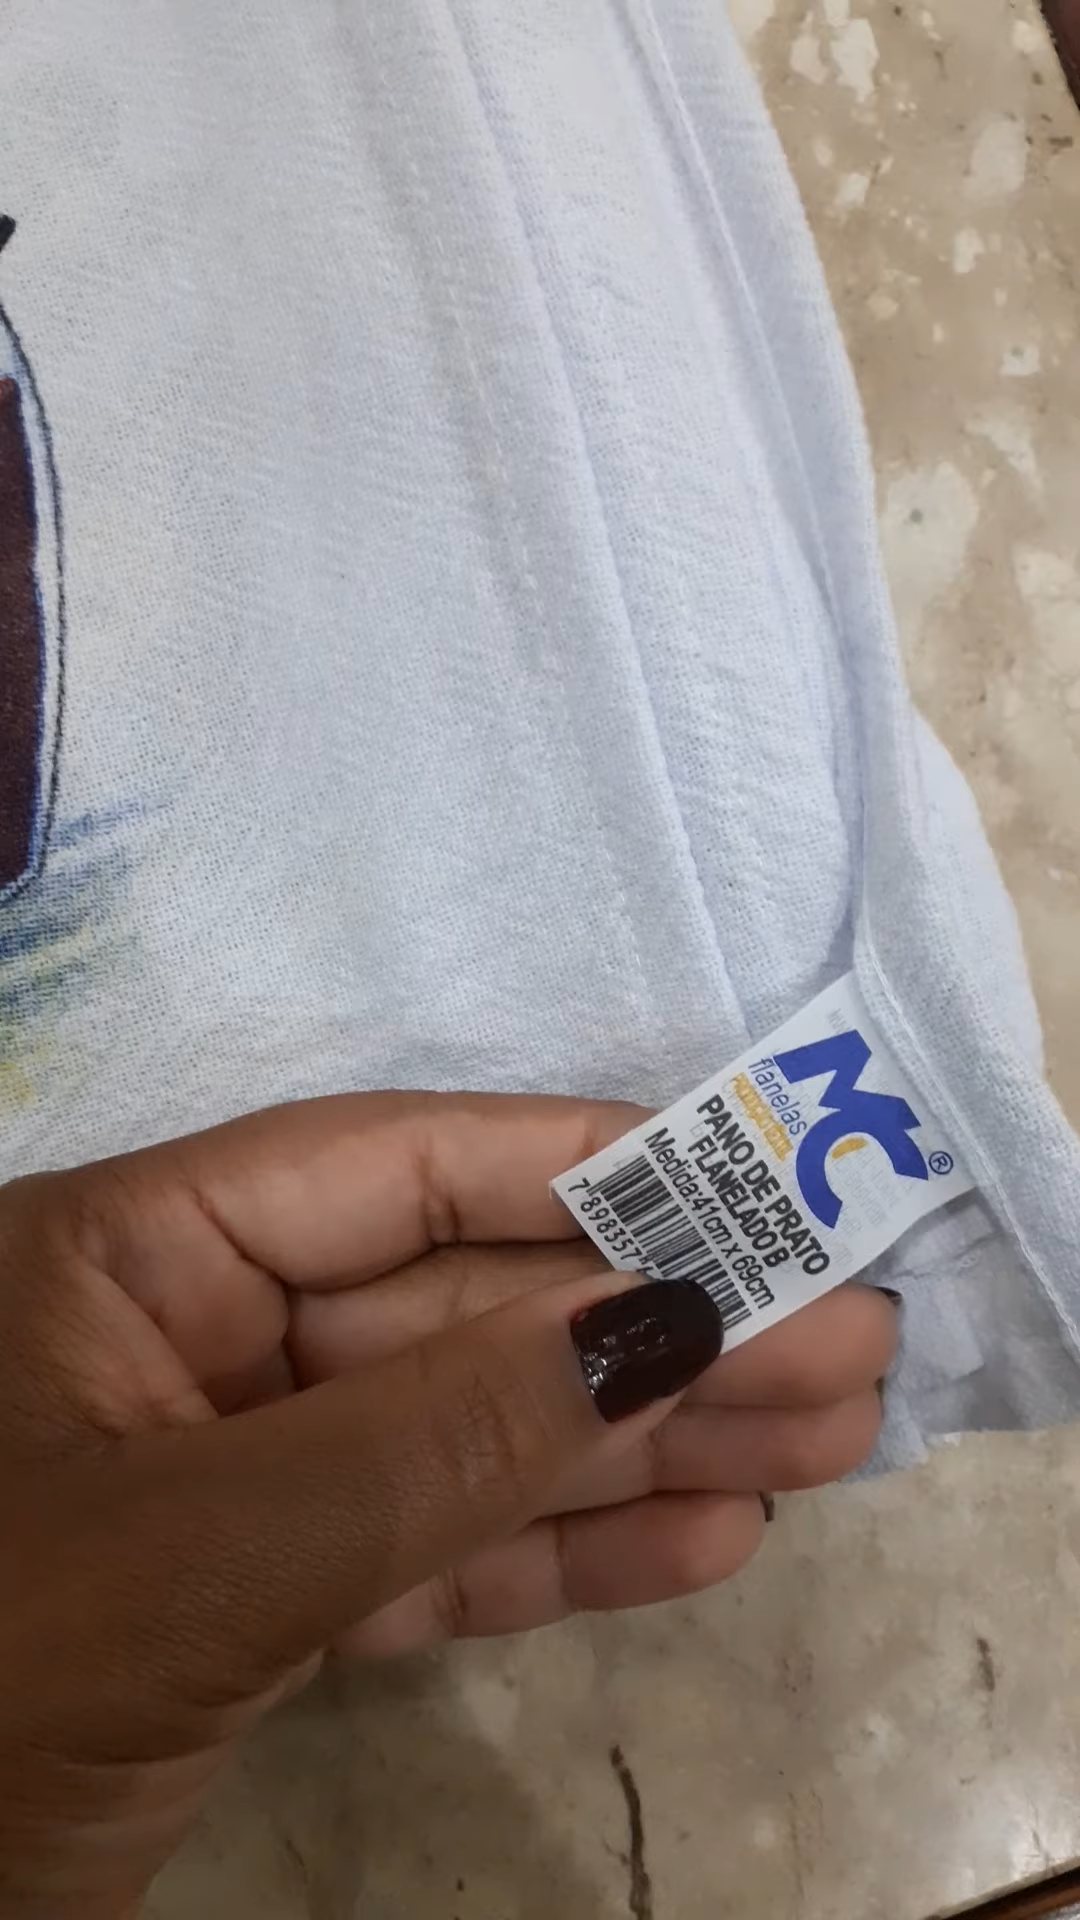 MC®
flanelas
PANO DE PRATO
FLANELADO B
Medida:41cm x 69cm
7 898357